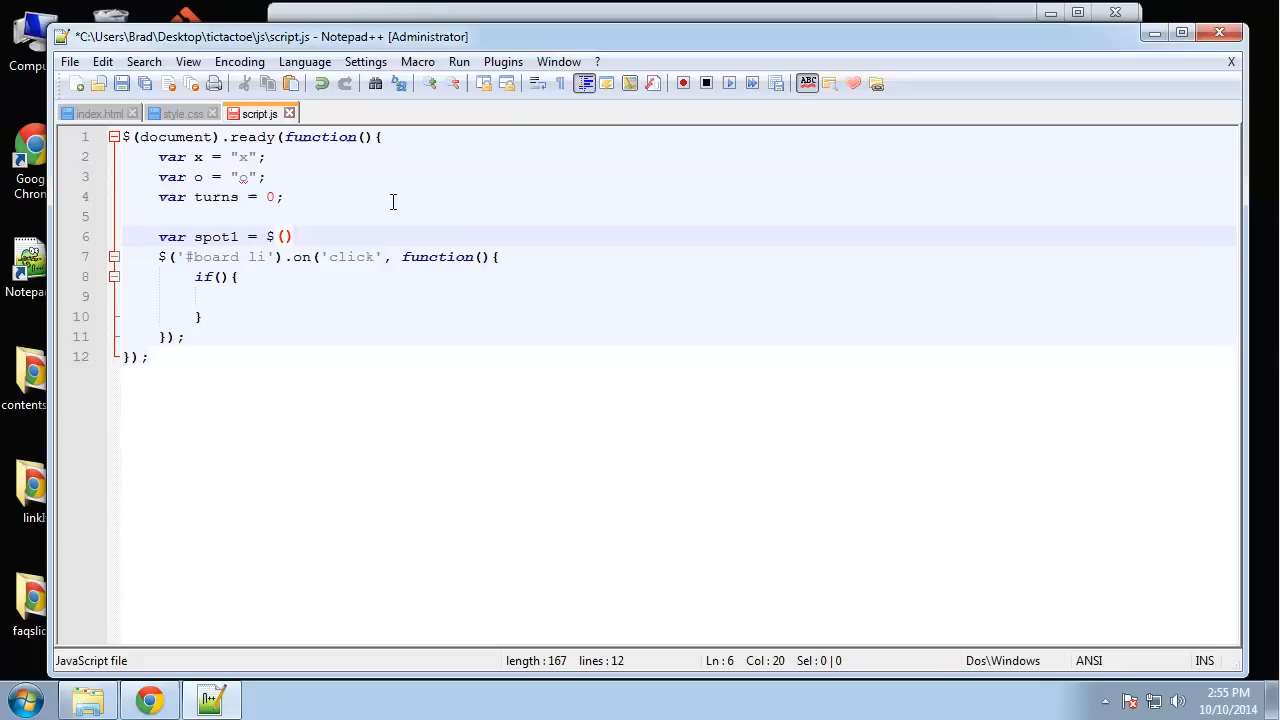 *C:\Users\Brad\Desktop\tictactoe\js\script.js - Notepad++ [Administrator]
File Edit Search View Encoding Language Settings Macro Run Plugins Window ? X
index.html style.css script.js
1 $(document).ready(function(){
2 var x = "x";
3 var o = "o";
4 var turns = 0;
5
6 var spot1 = $()
7 $('#board li').on('click', function(){
8 if(){
9
10 }
11 });
12 });
JavaScript file length : 167 lines : 12 Ln : 6 Col : 20 Sel : 0 | 0 Dos\Windows ANSI INS
Compu
Goog
Chron
Notepa
contents
linkI
faqslic
ABC
2:55 PM
10/10/2014